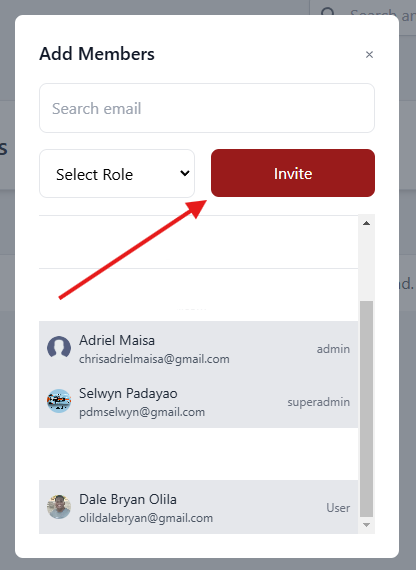 Search an
Add Members
×
Search email
s
Select Role
Invite
nd.
Adriel Maisa
chrisadrielmaisa@gmail.com
admin
Selwyn Padayao
pdmselwyn@gmail.com
superadmin
Dale Bryan Olila
olildalebryan@gmail.com
User